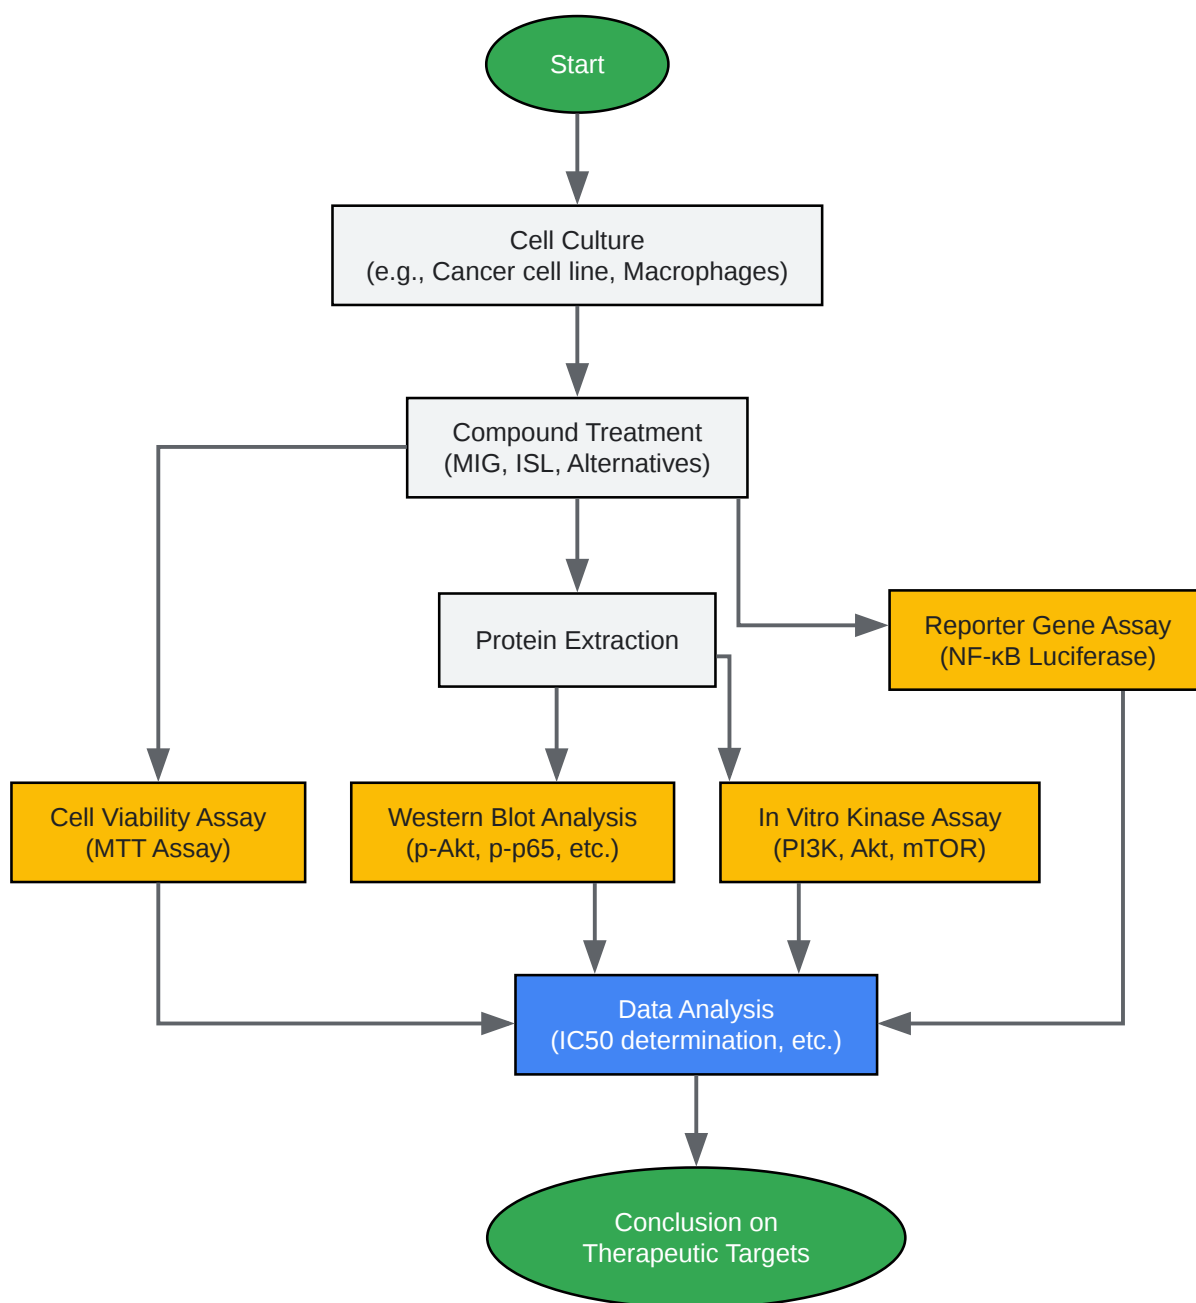 Start
Cell Culture
(e.g., Cancer cell line, Macrophages)
Compound Treatment
(MIG, ISL, Alternatives)
Protein Extraction
Reporter Gene Assay
(NF-κB Luciferase)
Cell Viability Assay
(MTT Assay)
Western Blot Analysis
(p-Akt, p-p65, etc.)
In Vitro Kinase Assay
(PI3K, Akt, mTOR)
Data Analysis
(IC50 determination, etc.)
Conclusion on
Therapeutic Targets